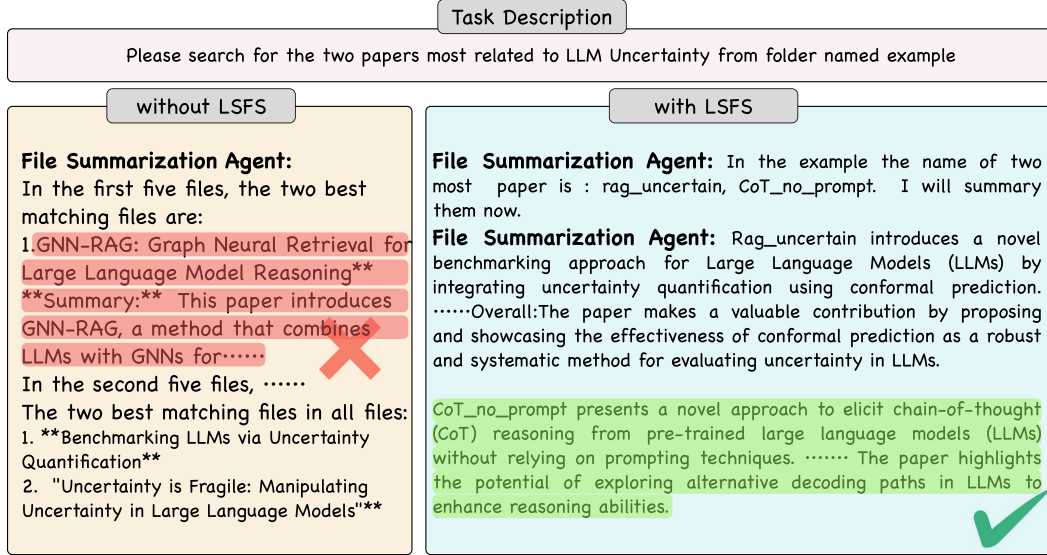 Task Description
Please search for the two papers most related to LLM Uncertainty from folder named example
without LSFS
File Summarization Agent:
In the first five files, the two best
matching files are:
1.GNN-RAG: Graph Neural Retrieval for
Large Language Model Reasoning**
**Summary:** This paper introduces
GNN-RAG, a method that combines
LLMs with GNNs for······
In the second five files, ······
The two best matching files in all files:
1. **Benchmarking LLMs via Uncertainty
Quantification**
2. "Uncertainty is Fragile: Manipulating
Uncertainty in Large Language Models"**
with LSFS
File Summarization Agent: In the example the name of two
most paper is : rag_uncertain, CoT_no_prompt. I will summary
them now.
File Summarization Agent: Rag_uncertain introduces a novel
benchmarking approach for Large Language Models (LLMs) by
integrating uncertainty quantification using conformal prediction.
······Overall:The paper makes a valuable contribution by proposing
and showcasing the effectiveness of conformal prediction as a robust
and systematic method for evaluating uncertainty in LLMs.
CoT_no_prompt presents a novel approach to elicit chain-of-thought
(CoT) reasoning from pre-trained large language models (LLMs)
without relying on prompting techniques. ······· The paper highlights
the potential of exploring alternative decoding paths in LLMs to
enhance reasoning abilities.